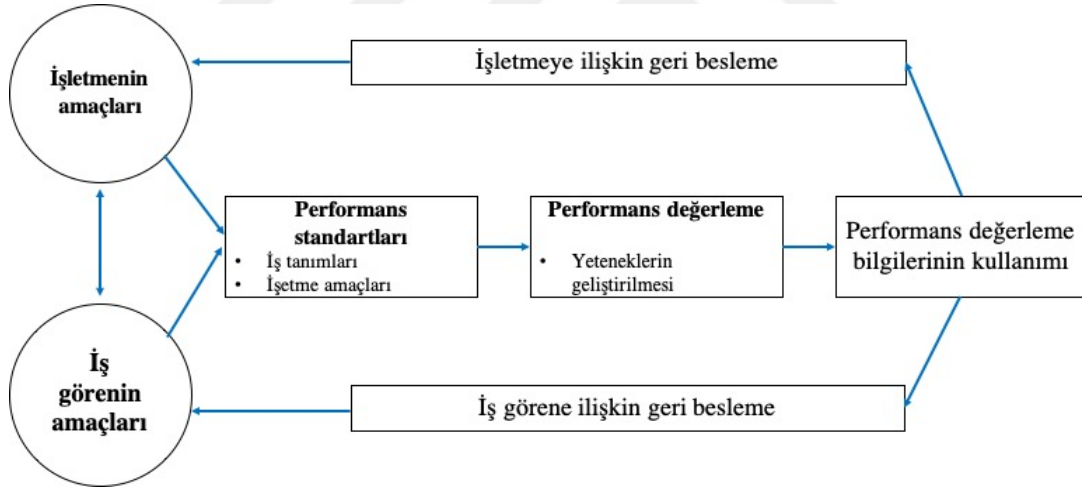 İşletmenin
amaçları
İşletmeye ilişkin geri besleme
Performans
standartları
• İş tanımları
• İşetme amaçları
Performans değerleme
• Yeteneklerin
geliştirilmesi
Performans değerleme
bilgilerinin kullanımı
İş
görenin
amaçları
İş görene ilişkin geri besleme